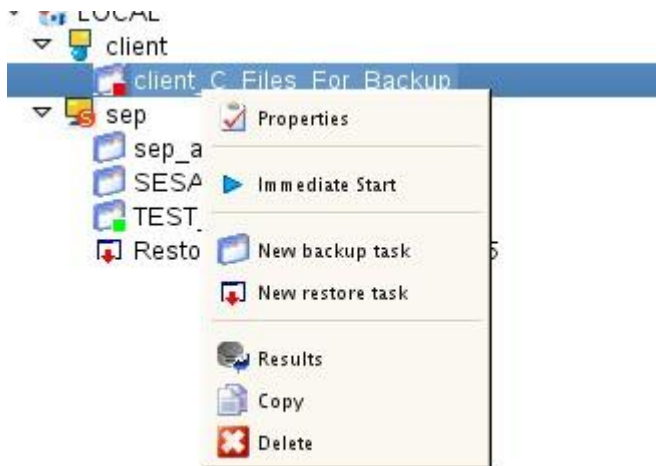 LOCAL
client
client_C_Files_For_Backup
sep
Properties
sep_a
SESA
Immediate Start
TEST_
Resto
New backup task
5
New restore task
Results
Copy
Delete